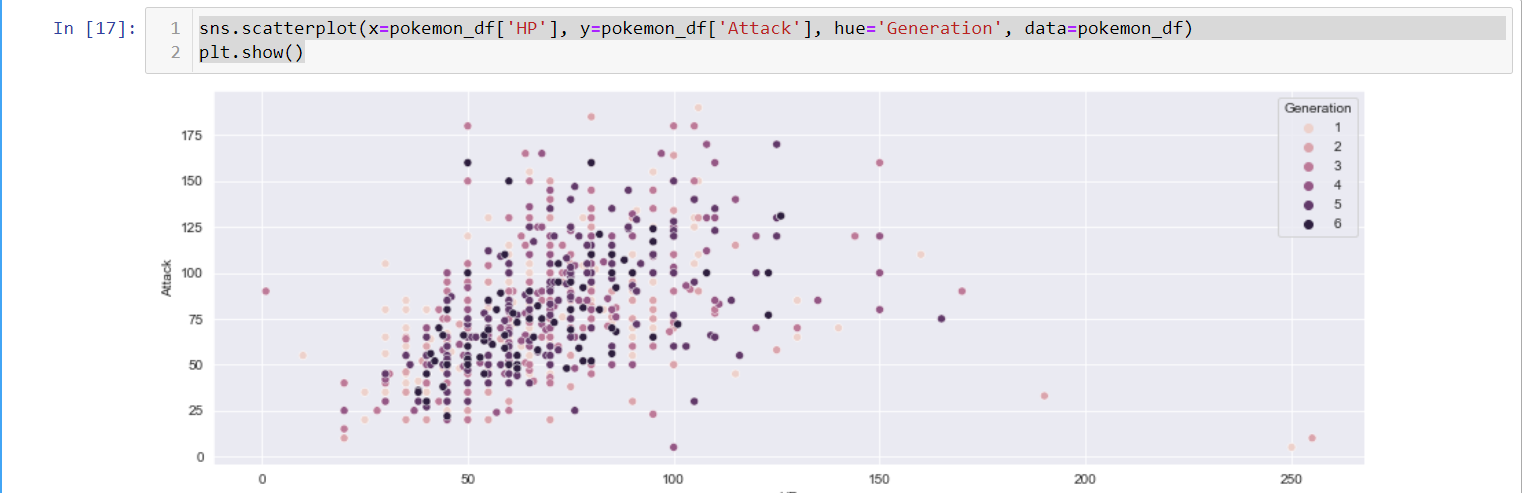 In [17]:
1 sns.scatterplot(x=pokemon_df['HP'], y=pokemon_df['Attack'], hue='Generation', data=pokemon_df)
2 plt.show()
Generation
1
2
3
4
5
6
Attack
175
150
125
100
75
50
25
0
0 50 100 150 200 250